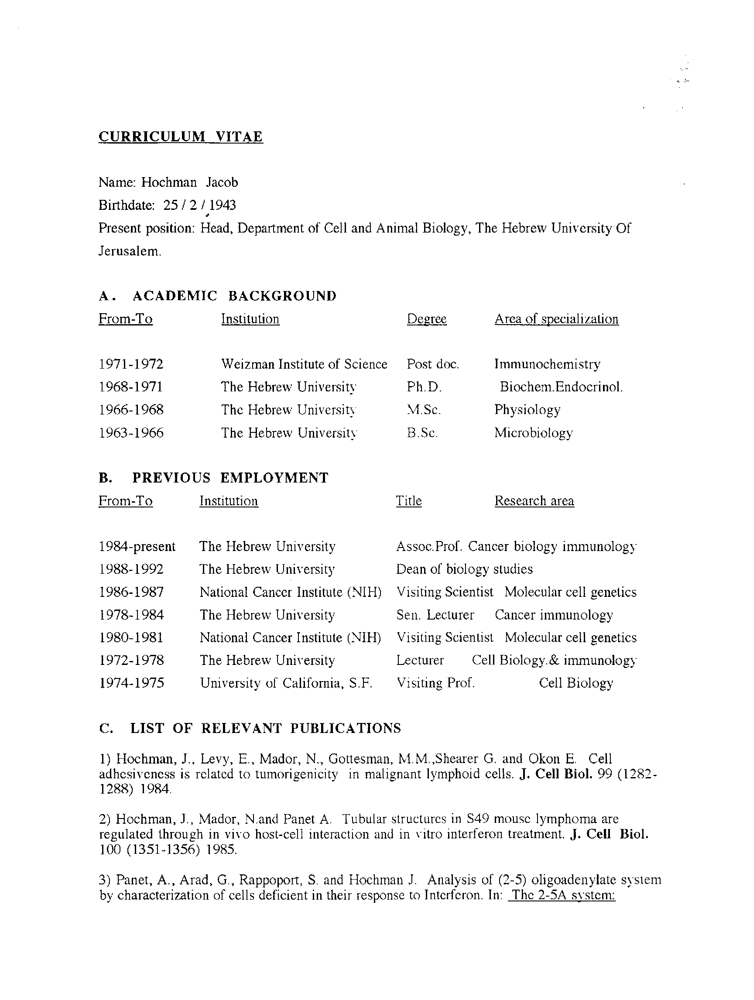 CURRICULUM VITAE
Name: Hochman Jacob
Birthdate: 25 / 2 / 1943
Present position: Head, Department of Cell and Animal Biology, The Hebrew University Of
Jerusalem.
A. ACADEMIC BACKGROUND
From-To Institution Degree Area of specialization
1971-1972 Weizman Institute of Science Post doc. Immunochemistry
1968-1971 The Hebrew University Ph.D. Biochem.Endocrinol.
1966-1968 The Hebrew University M.Sc. Physiology
1963-1966 The Hebrew University B.Sc. Microbiology
B. PREVIOUS EMPLOYMENT
From-To Institution Title Research area
1984-present The Hebrew University Assoc.Prof. Cancer biology immunology
1988-1992 The Hebrew University Dean of biology studies
1986-1987 National Cancer Institute (NIH) Visiting Scientist Molecular cell genetics
1978-1984 The Hebrew University Sen. Lecturer Cancer immunology
1980-1981 National Cancer Institute (NIH) Visiting Scientist Molecular cell genetics
1972-1978 The Hebrew University Lecturer Cell Biology.& immunology
1974-1975 University of California, S.F. Visiting Prof. Cell Biology
C. LIST OF RELEVANT PUBLICATIONS
1) Hochman, J., Levy, E., Mador, N., Gottesman, M.M.,Shearer G. and Okon E. Cell
adhesiveness is related to tumorigenicity in malignant lymphoid cells. J. Cell Biol. 99 (1282-
1288) 1984.
2) Hochman, J., Mador, N.and Panet A. Tubular structures in S49 mouse lymphoma are
regulated through in vivo host-cell interaction and in vitro interferon treatment. J. Cell Biol.
100 (1351-1356) 1985.
3) Panet, A., Arad, G., Rappoport, S. and Hochman J. Analysis of (2-5) oligoadenylate system
by characterization of cells deficient in their response to Interferon. In: The 2-5A system: